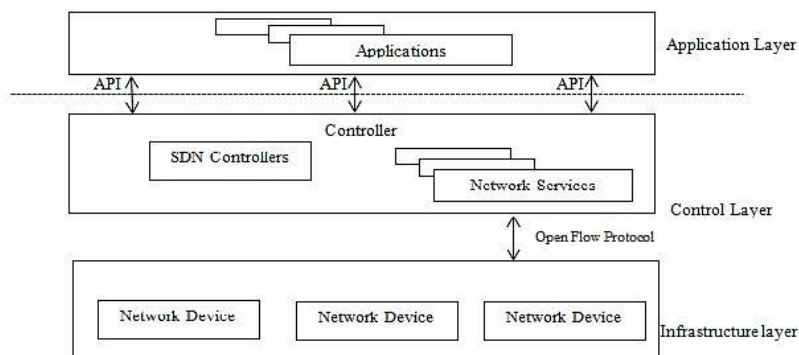 Applications
Application Layer
API
API
API
Controller
SDN Controllers
Network Services
Control Layer
Open Flow Protocol
Network Device
Network Device
Network Device
Infrastructure layer